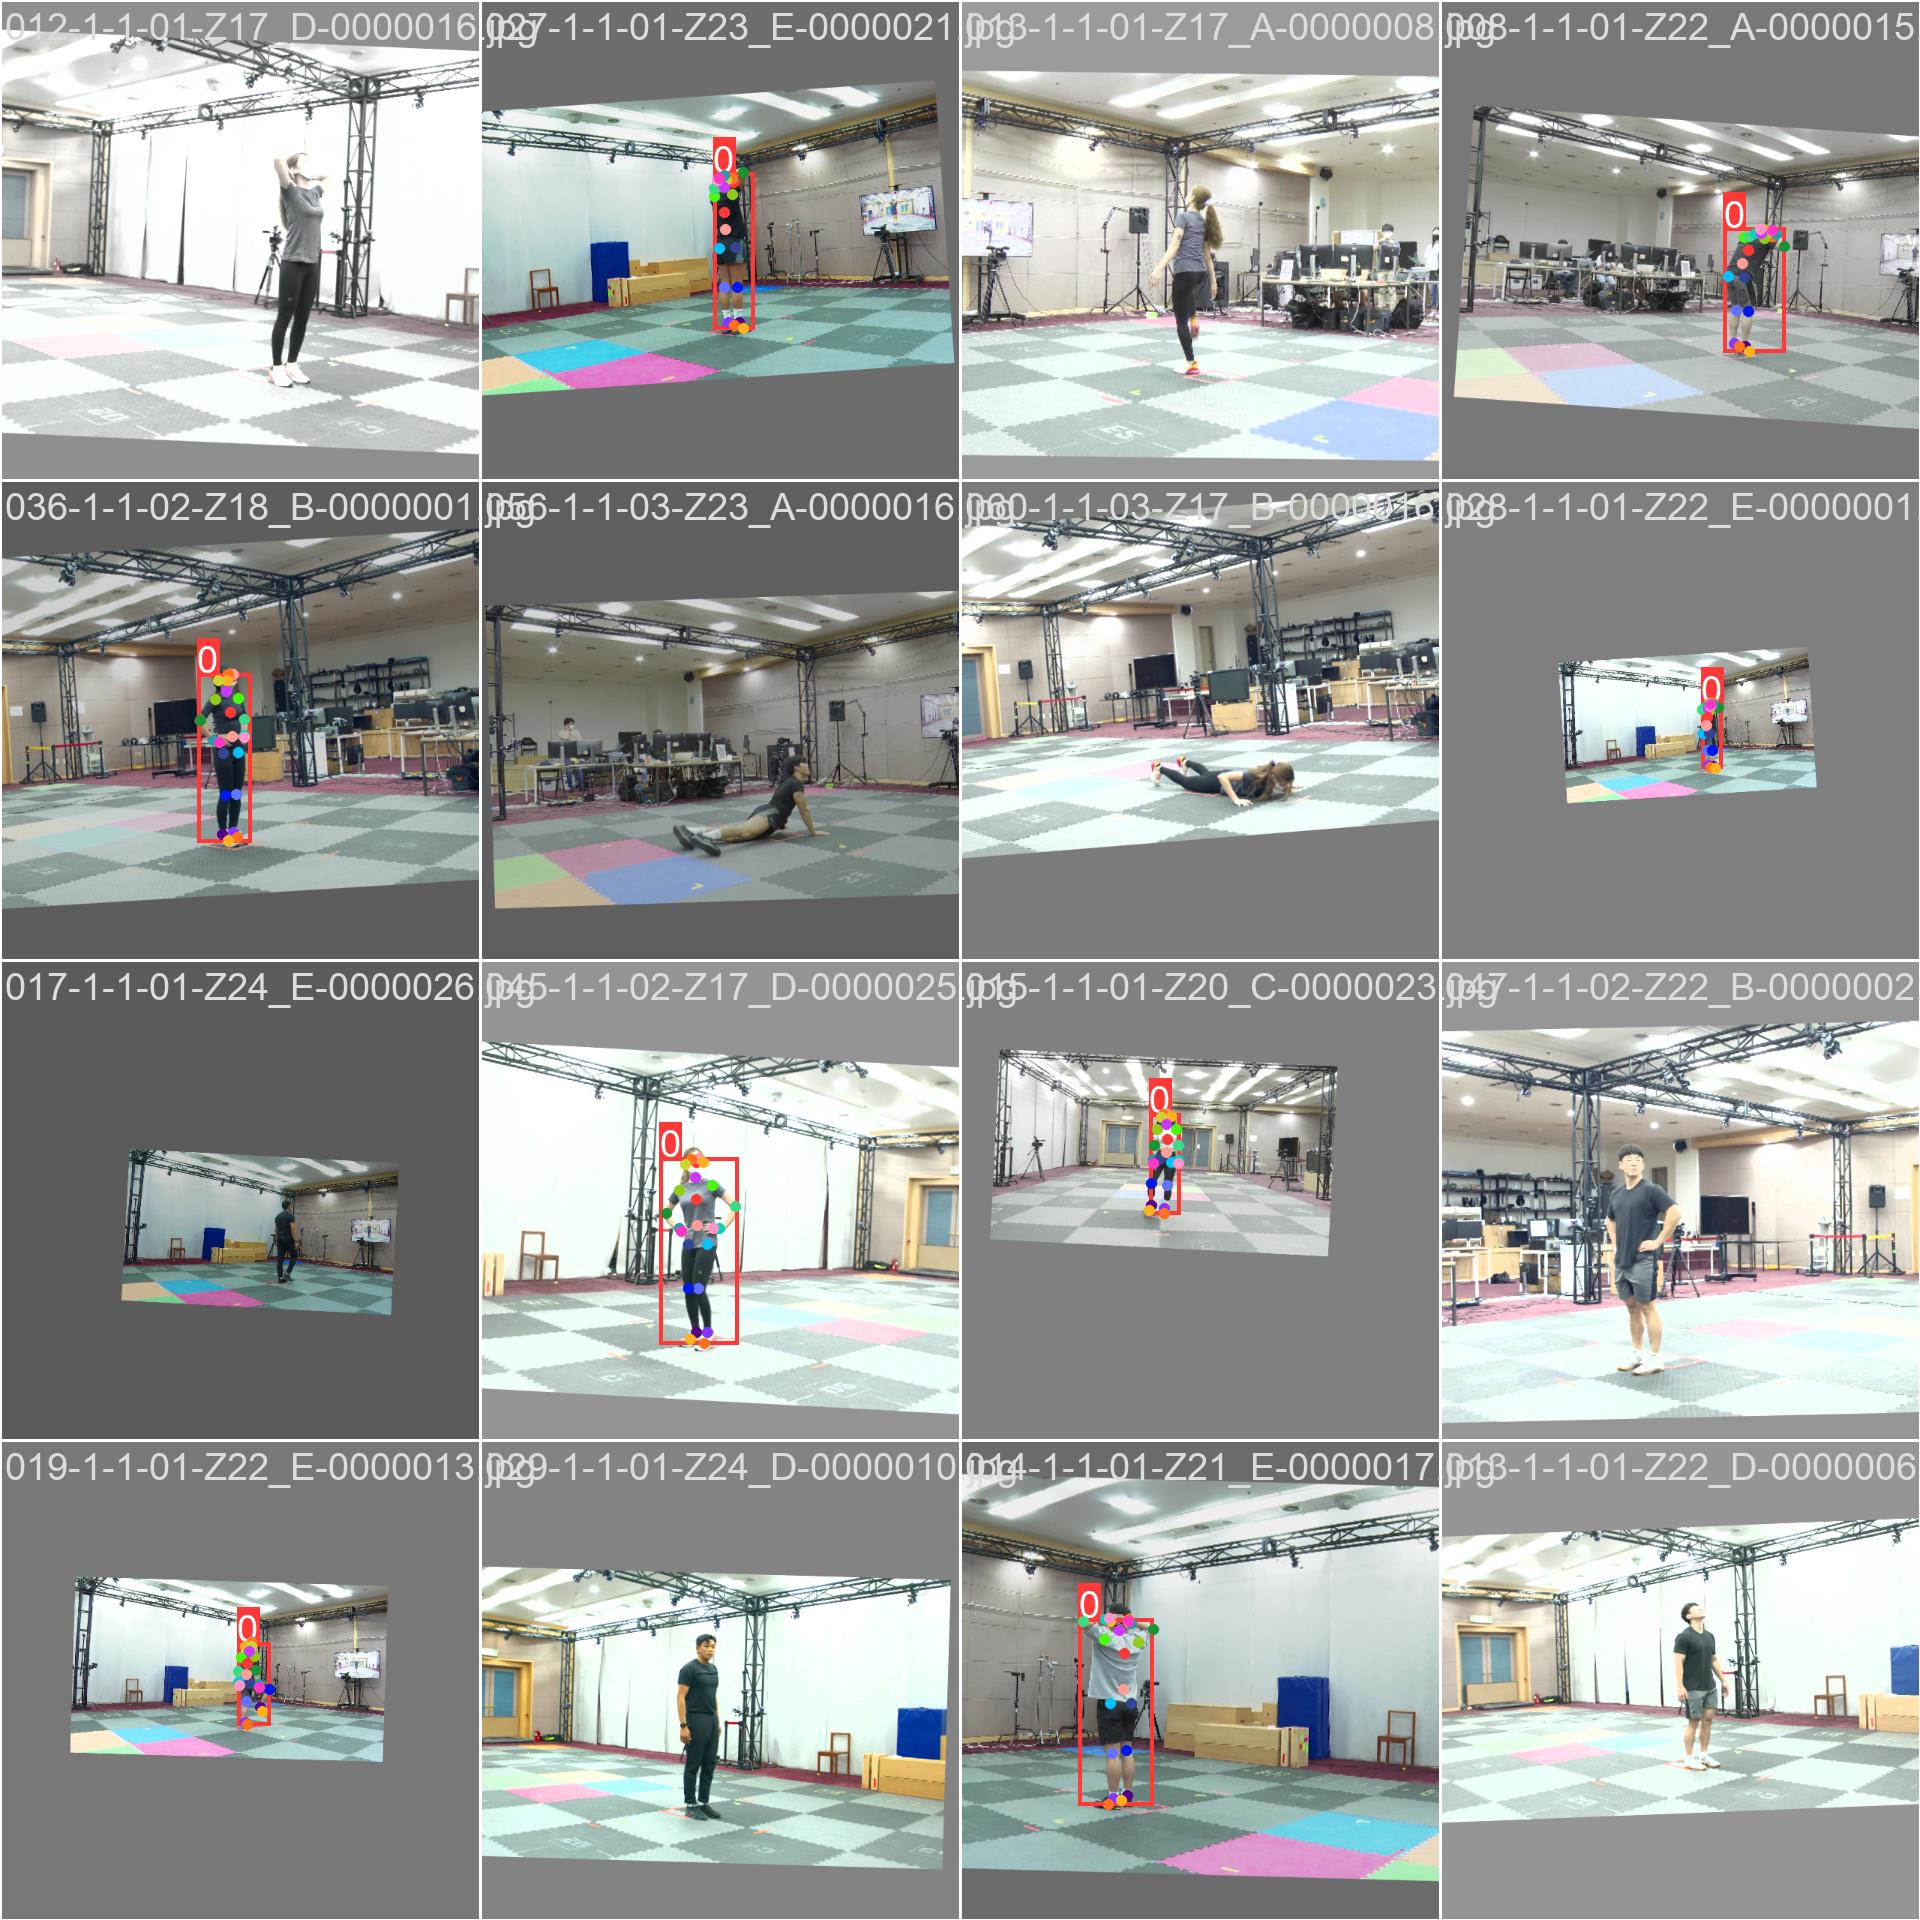 012-1-1-01-Z17_D-0000016.jpg
027-1-1-01-Z23_E-0000021.jpg
013-1-1-01-Z17_A-0000008.jpg
008-1-1-01-Z22_A-0000015.
0
0
036-1-1-02-Z18_B-0000001.jpg
056-1-1-03-Z23_A-0000016.jpg
060-1-1-03-Z17_B-0000016.jpg
028-1-1-01-Z22_E-0000001
0
0
017-1-1-01-Z24_E-0000026.jpg
045-1-1-02-Z17_D-0000025.jpg
015-1-1-01-Z20_C-0000023.jpg
047-1-1-02-Z22_B-0000002
0
0
019-1-1-01-Z22_E-0000013.jpg
029-1-1-01-Z24_D-0000010.jpg
014-1-1-01-Z21_E-0000017.jpg
013-1-1-01-Z22_D-0000006
0
0